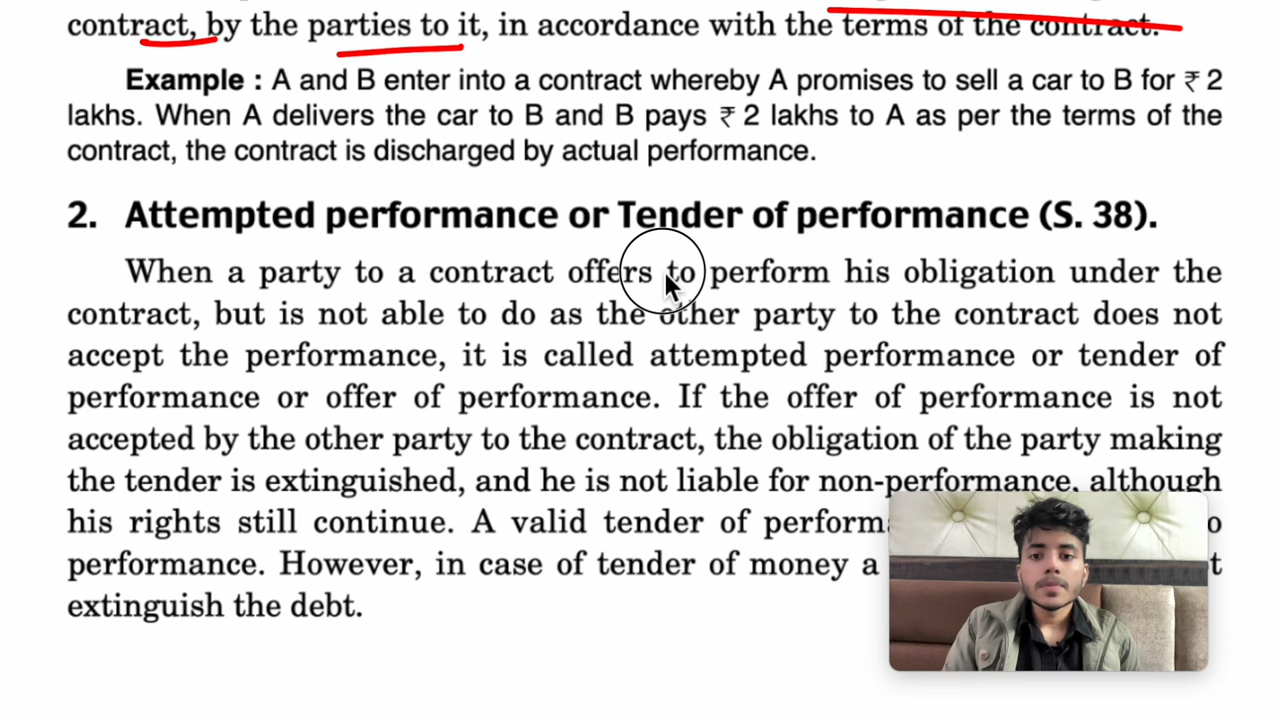 contract, by the parties to it, in accordance with the terms of the contract.
Example : A and B enter into a contract whereby A promises to sell a car to B for ₹ 2
lakhs. When A delivers the car to B and B pays ₹ 2 lakhs to A as per the terms of the
contract, the contract is discharged by actual performance.
2. Attempted performance or Tender of performance (S. 38).
When a party to a contract offers to perform his obligation under the
contract, but is not able to do as the other party to the contract does not
accept the performance, it is called attempted performance or tender of
performance or offer of performance. If the offer of performance is not
accepted by the other party to the contract, the obligation of the party making
the tender is extinguished, and he is not liable for non-performance, although
his rights still continue. A valid tender of
performance. However, in case of tender of money a
extinguish the debt.